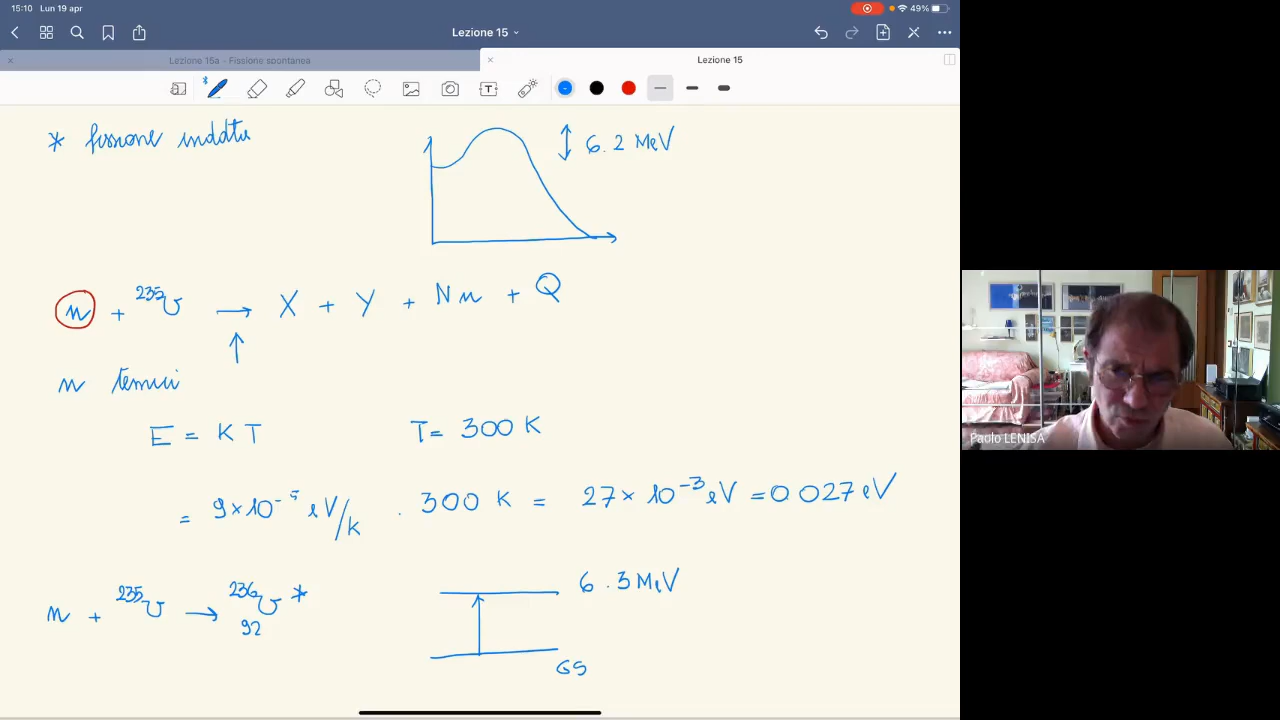 15:10 Lun 19 apr
49%
Lezione 15
Lezione 15a - Fissione spontanea
Lezione 15
T
* fissione indotta
6.2 MeV
n + ²³⁵U → X + Y + Nn + Q
↑
n termici
E = KT T = 300 K
= 9 × 10⁻⁵ eV/K . 300 K = 27 × 10⁻³ eV = 0.027 eV
n + ²³⁵U → ²³⁶₉₂U *
6.3 MeV
GS
Paolo LENISA